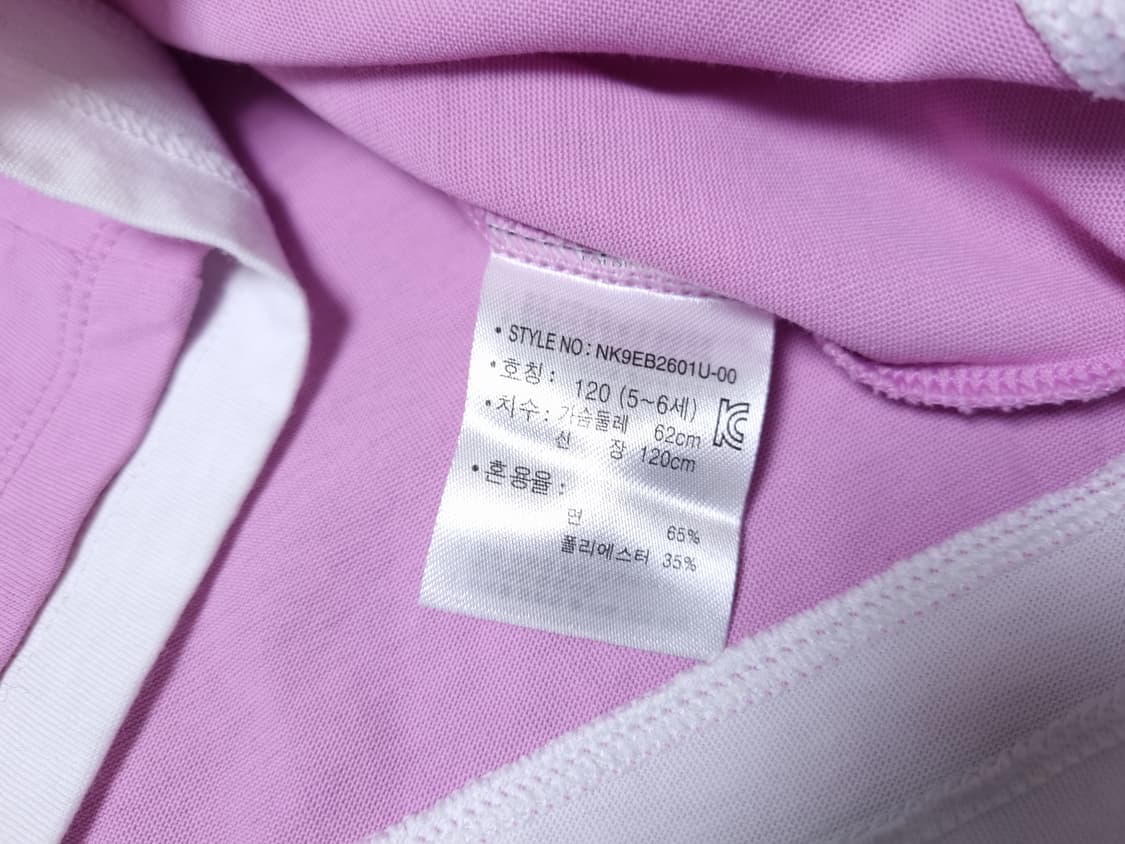 • STYLE NO : NK9EB2601U-00
• 호칭 : 120 (5~6세)
• 치수 : 가슴둘레 62cm
신 장 120cm
KC
• 혼용율 :
면 65%
폴리에스터 35%